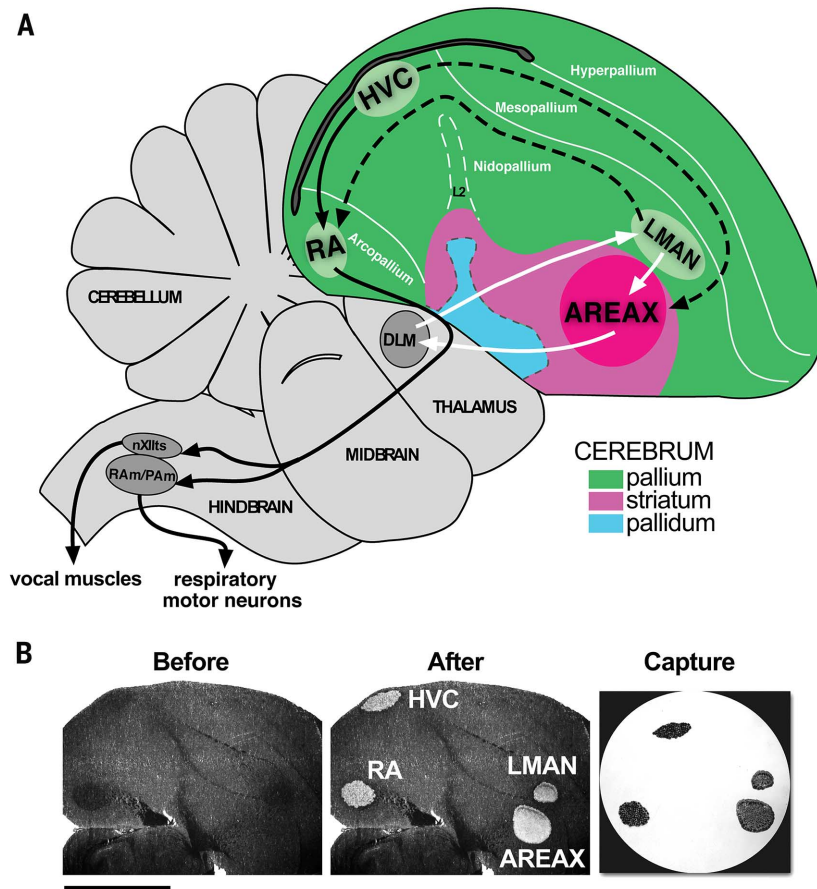 A
HVC
Hyperpallium
Mesopallium
Nidopallium
L2
RA
Arcopallium
LMAN
AREAX
CEREBELLUM
DLM
THALAMUS
MIDBRAIN
nXIIts
RAm/PAm
HINDBRAIN
CEREBRUM
pallium
striatum
pallidum
vocal muscles
respiratory
motor neurons
B
Before
After
Capture
HVC
RA
LMAN
AREAX